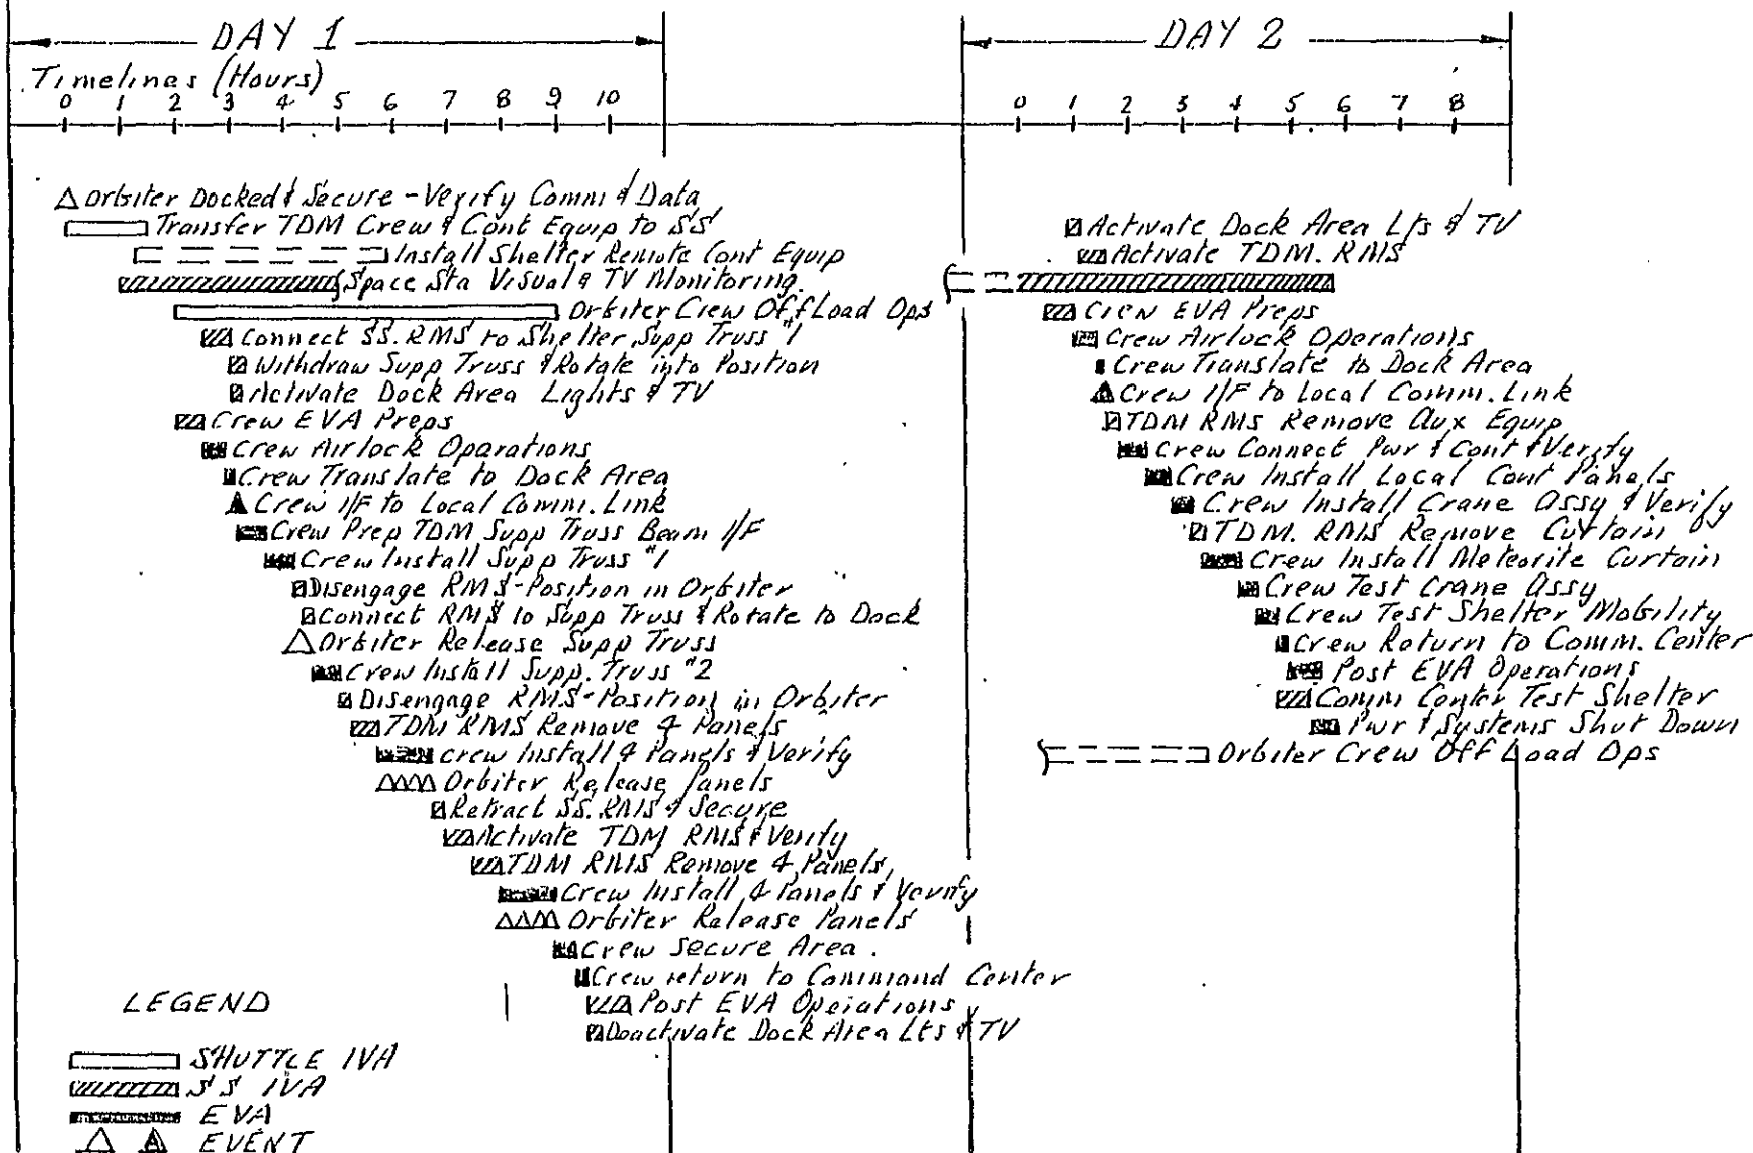 DAY 1
Timelines (Hours)
0 1 2 3 4 5 6 7 8 9 10
Orbiter Docked & Secure - Verify Comm & Data
Transfer TDM Crew & Cont Equip to SS
Install Shelter Remote Cont Equip
Space Sta Visual & TV Monitoring.
Orbiter Crew Off Load Ops
Connect SS. RMS to Shelter Supp Truss #1
Withdraw Supp Truss & Rotate into Position
Activate Dock Area Lights & TV
Crew EVA Preps
Crew Airlock Operations
Crew Translate to Dock Area
Crew I/F to Local Comm. Link
Crew Prep TDM Supp Truss Beam I/F
Crew Install Supp Truss #1
Disengage RMS - Position in Orbiter
Connect RMS to Supp Truss & Rotate to Dock
Orbiter Release Supp Truss
Crew Install Supp. Truss #2
Disengage RMS - Position in Orbiter
TDM RMS Remove 4 Panels
Crew Install 4 Panels & Verify
Orbiter Release Panels
Retract SS. RMS & Secure
Activate TDM RMS & Verify
TDM RMS Remove 4 Panels
Crew Install 4 Panels & Verify
Orbiter Release Panels
Crew Secure Area.
Crew return to Command Center
Post EVA Operations
Deactivate Dock Area Lts & TV
DAY 2
0 1 2 3 4 5 6 7 8
Activate Dock Area Lts & TV
Activate TDM. RMS
Crew EVA Preps
Crew Airlock Operations
Crew Translate to Dock Area
Crew I/F to Local Comm. Link
TDM RMS Remove Aux Equip
Crew Connect Pwr & Cont & Verify
Crew Install Local Cont Panels
Crew Install Crane Assy & Verify
TDM. RMS Remove Curtain
Crew Install Meteorite Curtain
Crew Test Crane Assy
Crew Test Shelter Mobility
Crew Return to Comm. Center
Post EVA Operations
Comm Center Test Shelter
Pwr & Systems Shut Down
Orbiter Crew Off Load Ops
LEGEND
SHUTTLE IVA
SS IVA
EVA
EVENT